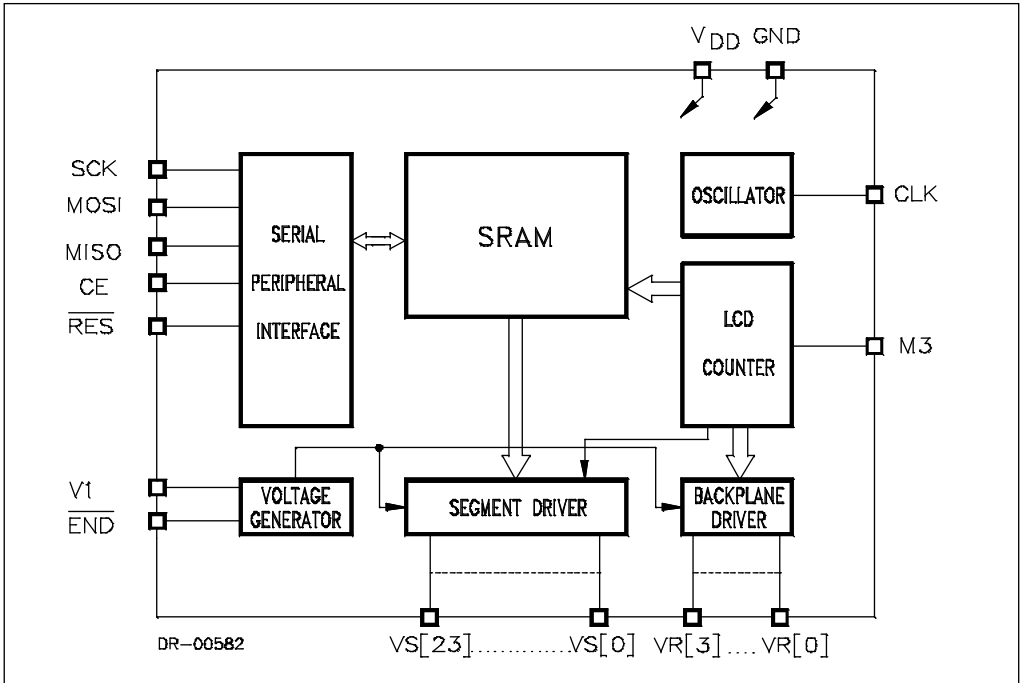 VDD GND
SCK
MOSI
MISO
CE
RES
SERIAL
PERIPHERAL
INTERFACE
SRAM
OSCILLATOR
CLK
LCD
COUNTER
M3
V1
END
VOLTAGE
GENERATOR
SEGMENT DRIVER
BACKPLANE
DRIVER
DR-00582
VS[23]..............VS[0] VR[3]....VR[0]